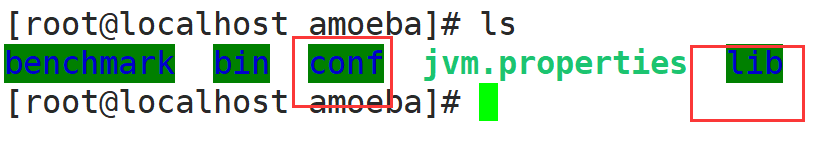 [root@localhost amoeba]# ls
benchmark bin conf jvm.properties lib
[root@localhost amoeba]#